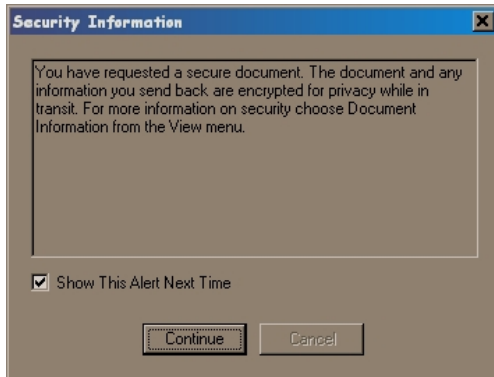 Security Information
You have requested a secure document. The document and any
information you send back are encrypted for privacy while in
transit. For more information on security choose Document
Information from the View menu.
Show This Alert Next Time
Continue
Cancel